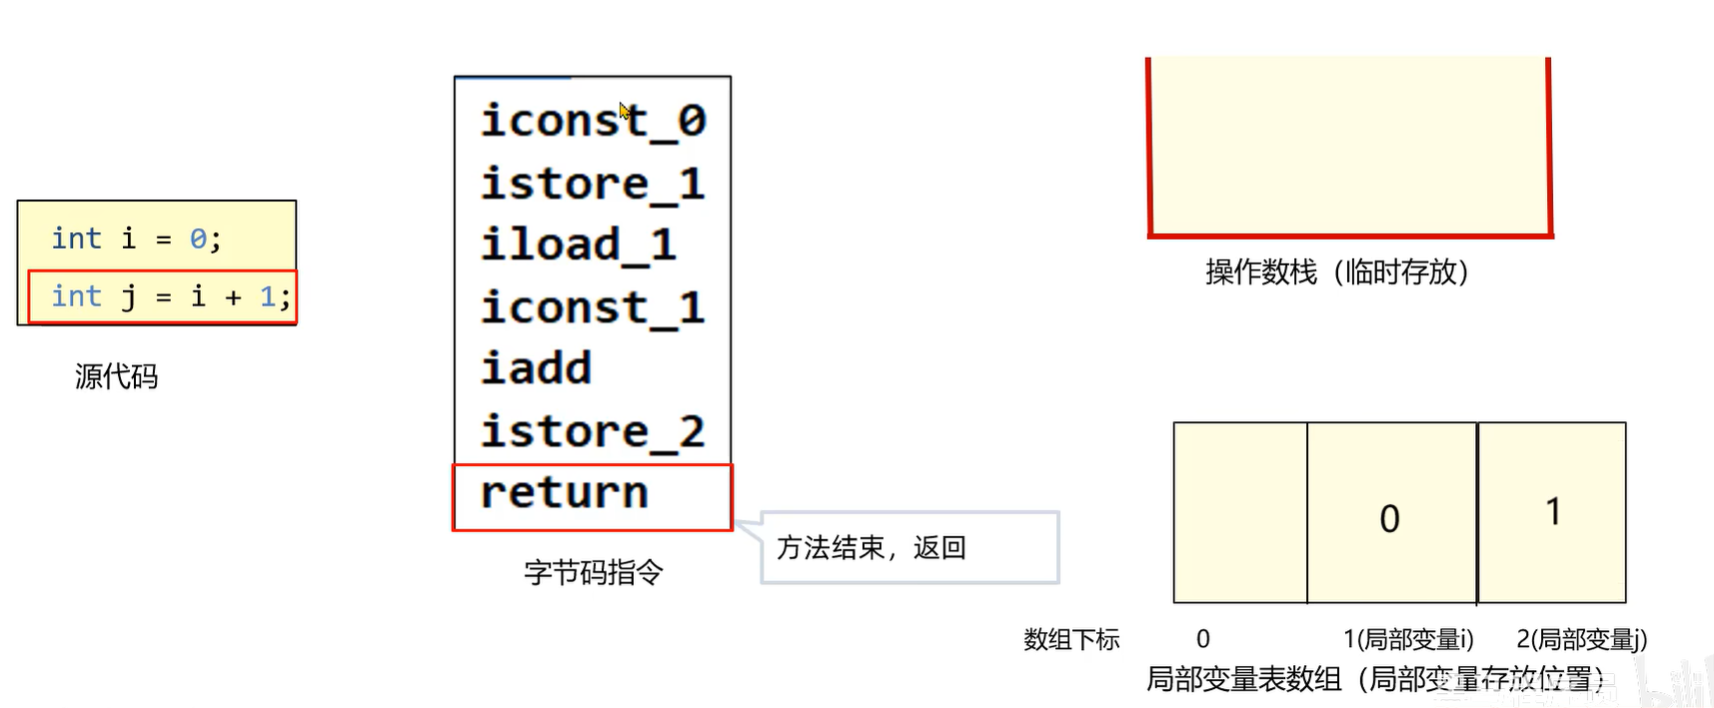 int i = 0;
int j = i + 1;
源代码
iconst_0
istore_1
iload_1
iconst_1
iadd
istore_2
return
字节码指令
方法结束，返回
操作数栈（临时存放）
0
1
数组下标
0
1(局部变量i)
2(局部变量j)
局部变量表数组（局部变量存放位置）